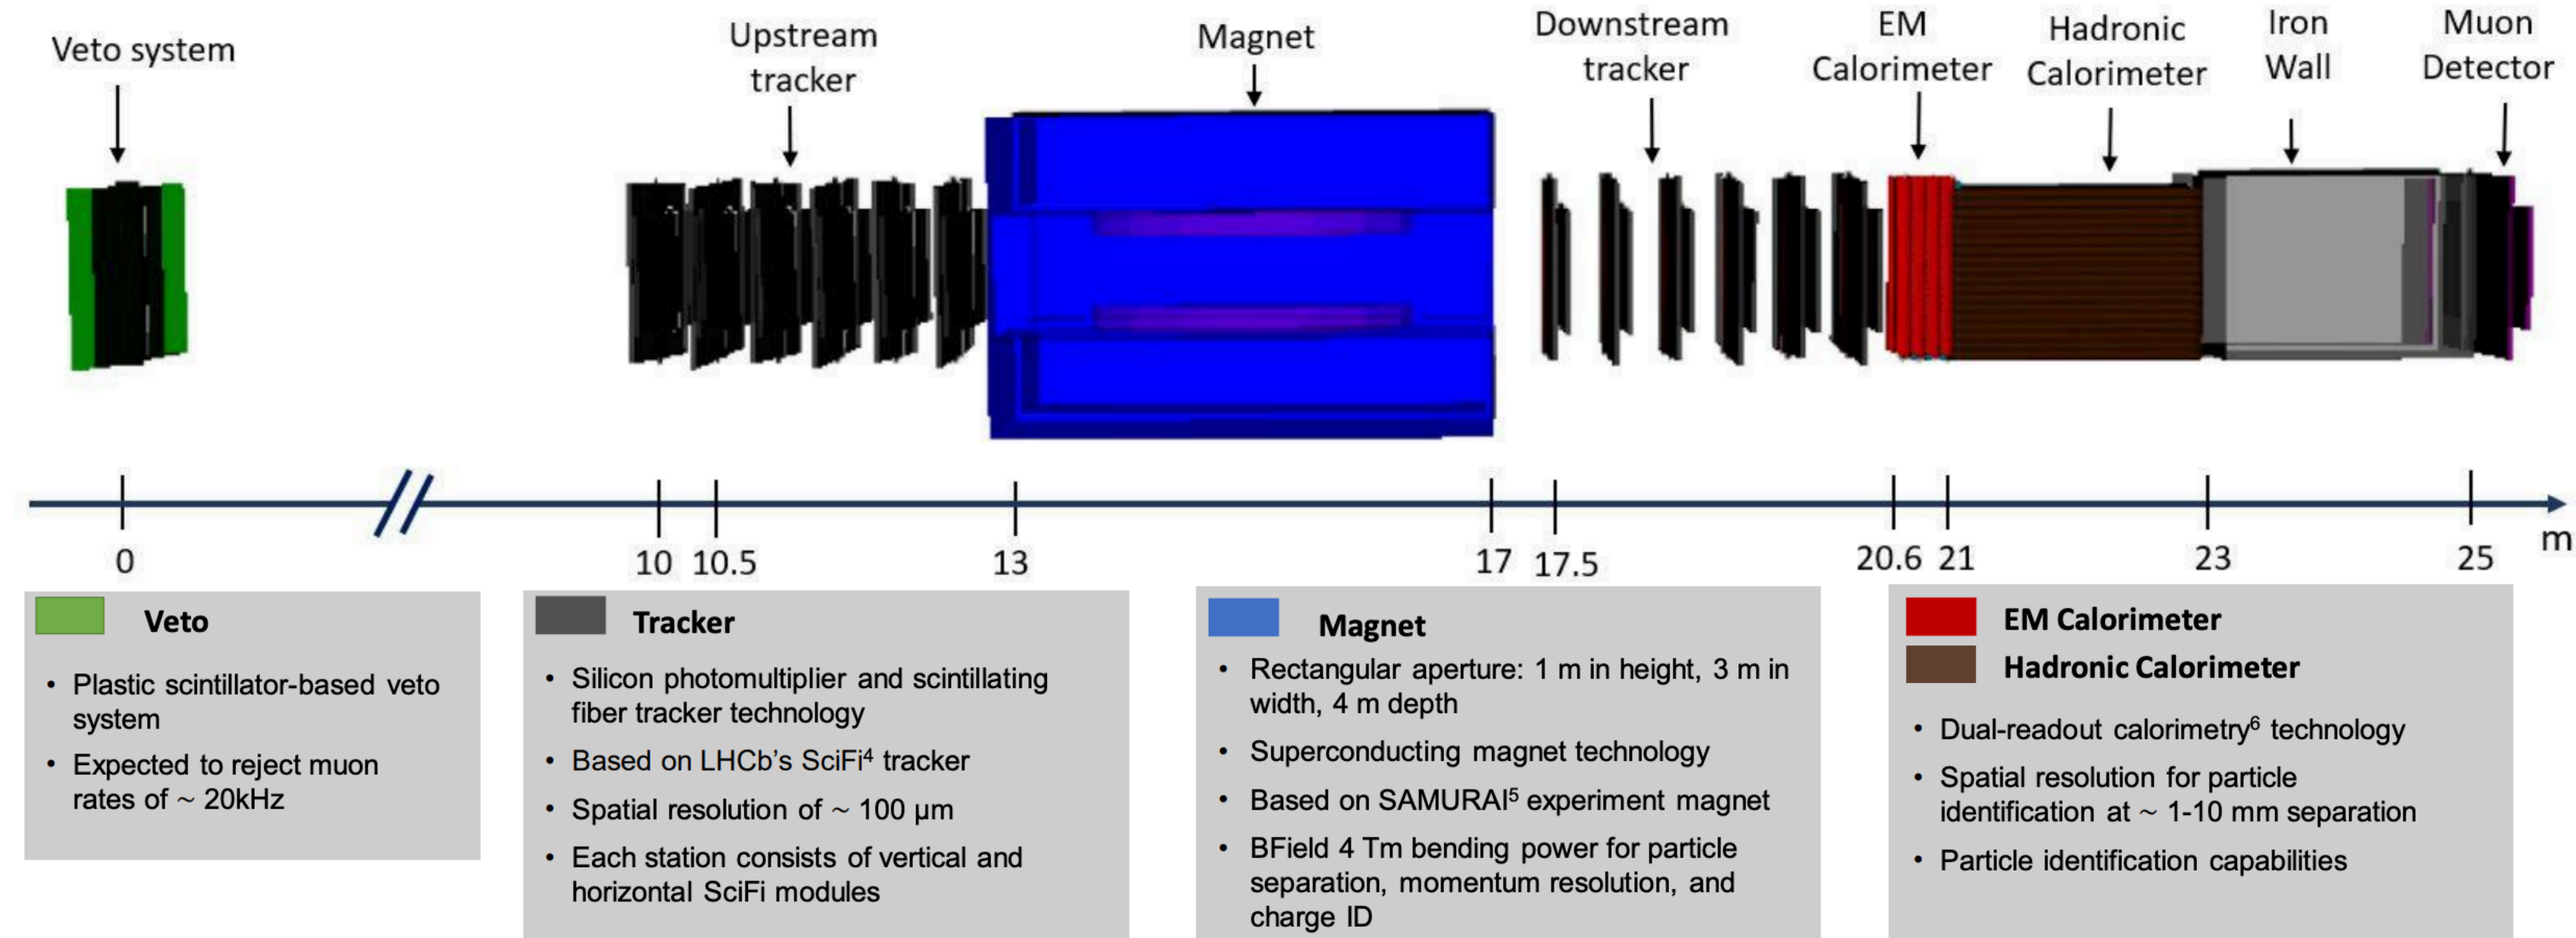 Veto system
Upstream
tracker
Magnet
Downstream
tracker
EM
Calorimeter
Hadronic
Calorimeter
Iron
Wall
Muon
Detector
0
10
10.5
13
17
17.5
20.6
21
23
25
m
Veto
• Plastic scintillator-based veto
system
• Expected to reject muon
rates of ~ 20kHz
Tracker
• Silicon photomultiplier and scintillating
fiber tracker technology
• Based on LHCb’s SciFi⁴ tracker
• Spatial resolution of ~ 100 µm
• Each station consists of vertical and
horizontal SciFi modules
Magnet
• Rectangular aperture: 1 m in height, 3 m in
width, 4 m depth
• Superconducting magnet technology
• Based on SAMURAI⁵ experiment magnet
• BField 4 Tm bending power for particle
separation, momentum resolution, and
charge ID
EM Calorimeter
Hadronic Calorimeter
• Dual-readout calorimetry⁶ technology
• Spatial resolution for particle
identification at ~ 1-10 mm separation
• Particle identification capabilities